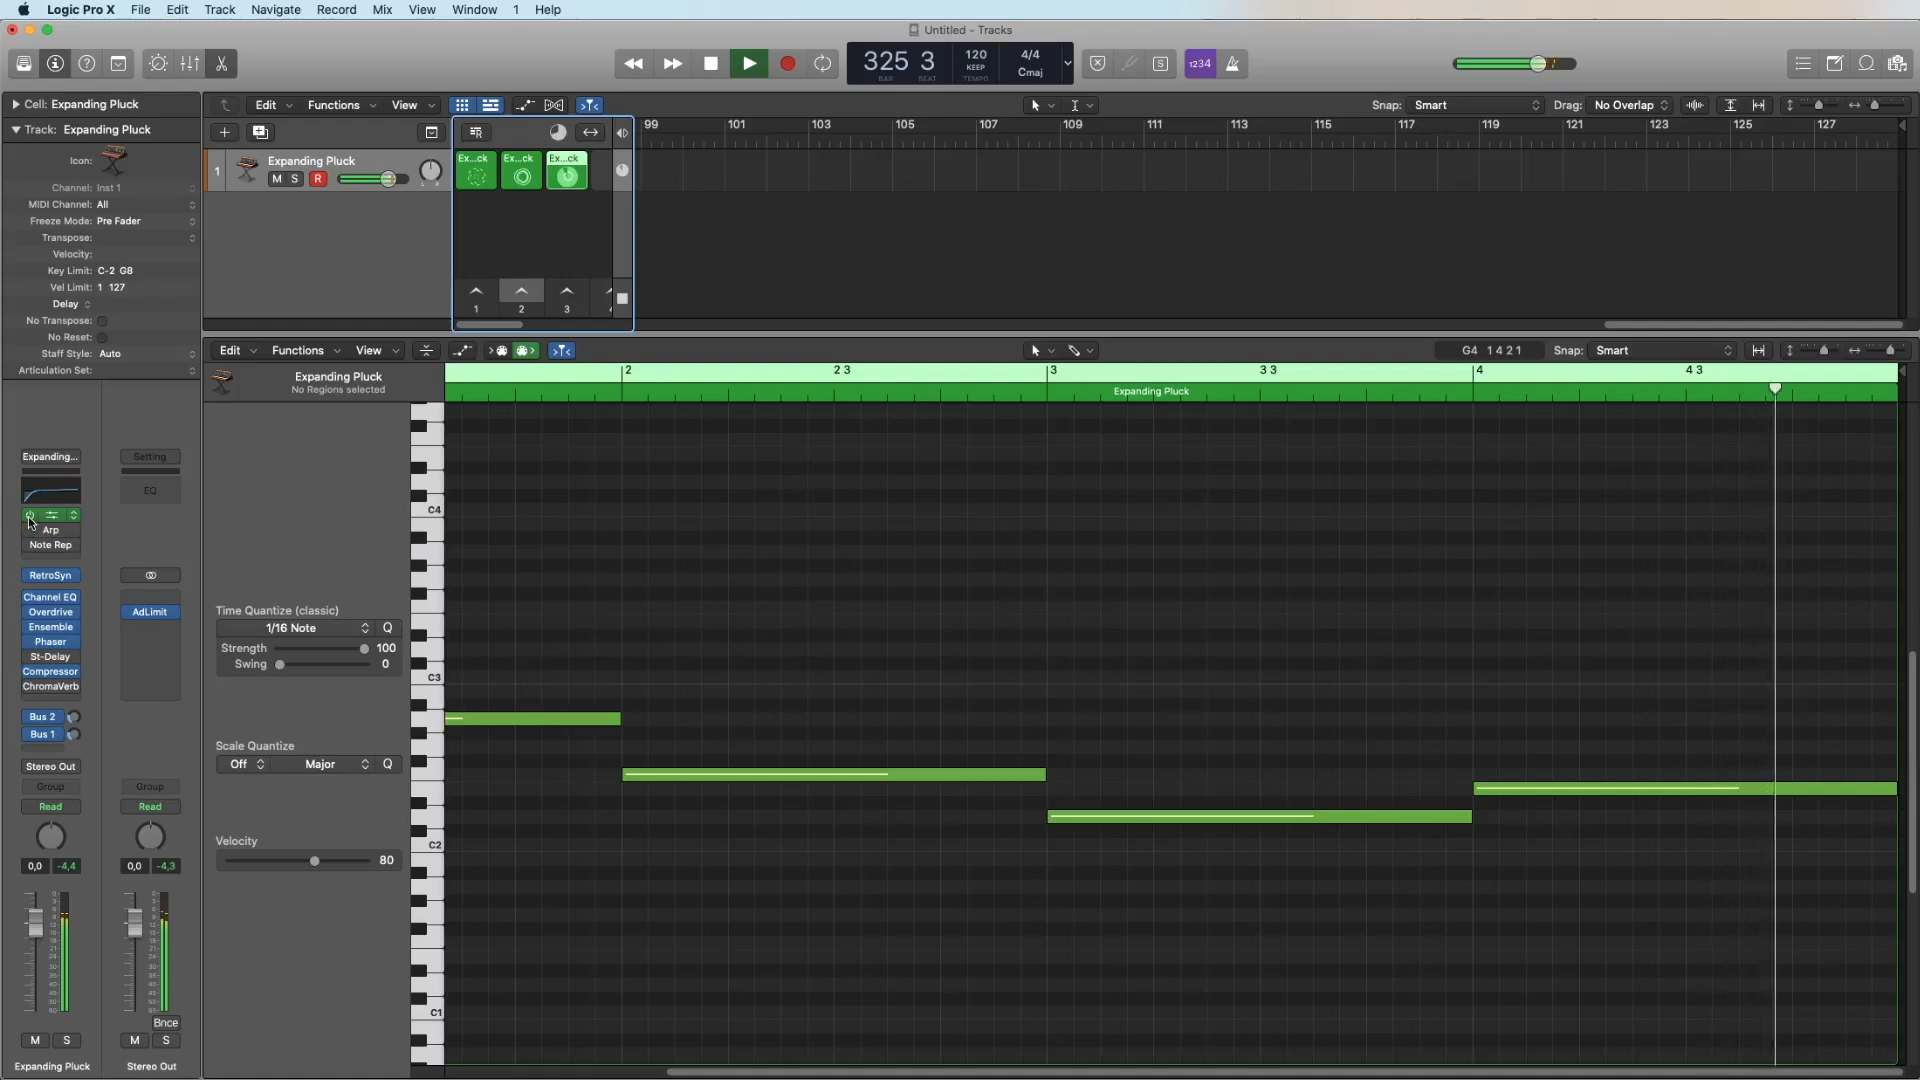 Logic Pro X File Edit Track Navigate Record Mix View Window 1 Help
Untitled - Tracks
325 3 120 4/4
KEEP Cmaj
BAR BEAT TEMPO
S 1234
Cell: Expanding Pluck
Edit Functions View Snap: Smart Drag: No Overlap
Track: Expanding Pluck
99 101 103 105 107 109 111 113 115 117 119 121 123 125 127
Icon:
1 Expanding Pluck Ex...ck Ex...ck Ex...ck
M S R L R
Channel: Inst 1
MIDI Channel: All
Freeze Mode: Pre Fader
Transpose:
Velocity:
Key Limit: C-2 G8
Vel Limit: 1 127
Delay
1 2 3
No Transpose:
No Reset:
Staff Style: Auto
Articulation Set:
Edit Functions View G4 1 4 2 1 Snap: Smart
Expanding Pluck
No Regions selected
2 2 3 3 3 3 4 4 3
Expanding Pluck
Expanding... Setting
EQ
Arp
Note Rep
RetroSyn
Channel EQ
Overdrive AdLimit
Ensemble
Phaser
St-Delay
Compressor
ChromaVerb
Bus 2
Bus 1
Stereo Out
Group Group
Read Read
0,0 -4,4 0,0 -4,3
Bnce
M S M S
Expanding Pluck Stereo Out
Time Quantize (classic)
1/16 Note Q
Strength 100
Swing 0
Scale Quantize
Off Major Q
Velocity
80
C4
C3
C2
C1